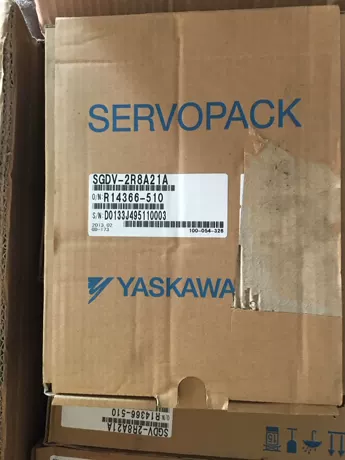 SERVOPACK
SGDV-2R8A21A
O/N R14366-510
S/N D0133J495110003
2013.02
100-054-326
YASKAWA
SGDV-2R8A21A
O/N R14366-510